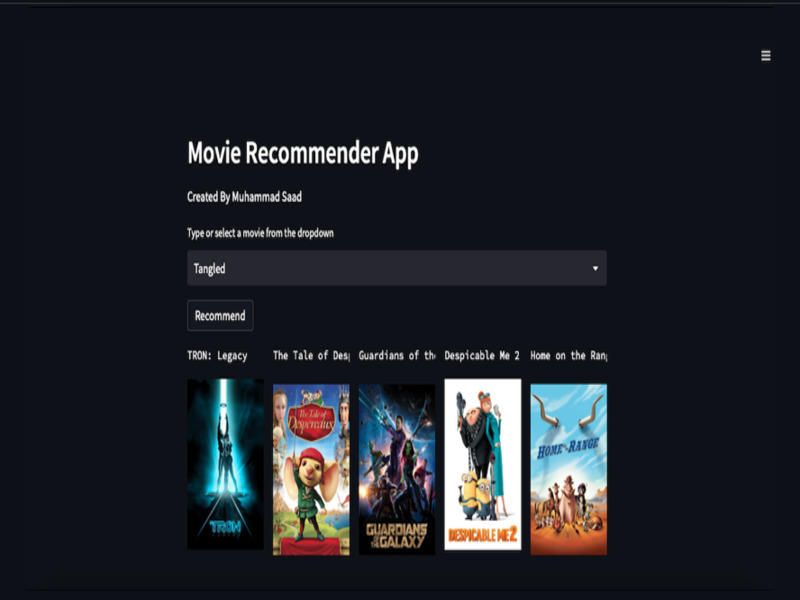 Movie Recommender App
Created By Muhammad Saad
Type or select a movie from the dropdown
Tangled
Recommend
TRON: Legacy
The Tale of Des
Guardians of th
Despicable Me 2
Home on the Ran
TRON
The Tale of
Despereaux
GUARDIANS
OF THE
GALAXY
DESPICABLE ME 2
HOME ON THE RANGE